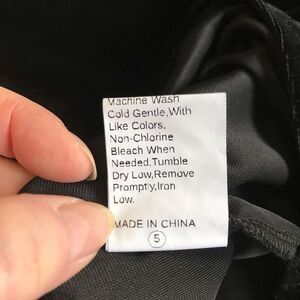 Machine Wash
Cold Gentle,With
Like Colors,
Non-Chlorine
Bleach When
Needed,Tumble
Dry Low,Remove
Promptly,Iron
Low.
MADE IN CHINA
5